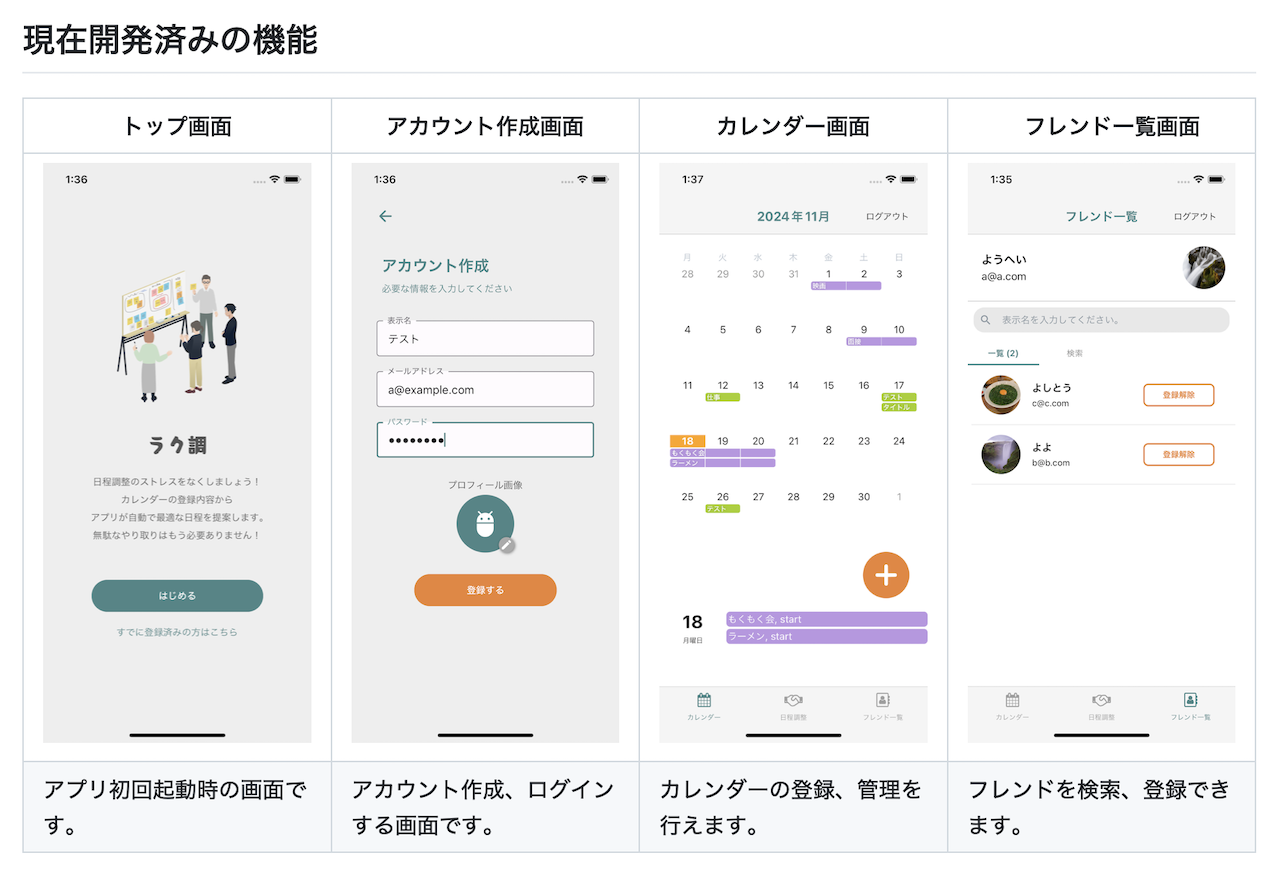 現在開発済みの機能
トップ画面
アカウント作成画面
カレンダー画面
フレンド一覧画面
1:36
ラク調
日程調整のストレスをなくしましょう！
カレンダーの登録内容から
アプリが自動で最適な日程を提案します。
無駄なやり取りはもう必要ありません！
はじめる
すでに登録済みの方はこちら
1:36
アカウント作成
必要な情報を入力してください
表示名
テスト
メールアドレス
a@example.com
パスワード
••••••••
プロフィール画像
登録する
1:37
2024年11月 ログアウト
月 火 水 木 金 土 日
28 29 30 31 1 2 3
映画
4 5 6 7 8 9 10
面接
11 12 13 14 15 16 17
仕事 テスト
タイトル
18 19 20 21 22 23 24
もくもく会
ラーメン
25 26 27 28 29 30 1
テスト
18 もくもく会, start
月曜日 ラーメン, start
カレンダー 日程調整 フレンド一覧
1:35
フレンド一覧 ログアウト
ようへい
a@a.com
表示名を入力してください。
一覧 (2) 検索
よしとう
c@c.com
登録解除
よよ
b@b.com
登録解除
カレンダー 日程調整 フレンド一覧
アプリ初回起動時の画面で
す。
アカウント作成、ログイン
する画面です。
カレンダーの登録、管理を
行えます。
フレンドを検索、登録でき
ます。